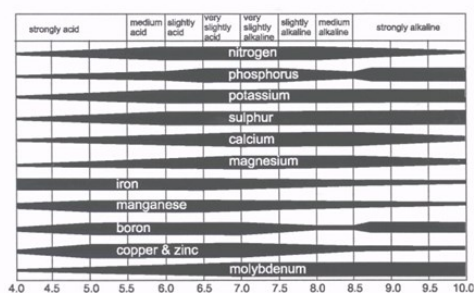 strongly acid
medium acid
slightly acid
very slightly acid
very slightly alkaline
slightly alkaline
medium alkaline
strongly alkaline
nitrogen
phosphorus
potassium
sulphur
calcium
magnesium
iron
manganese
boron
copper & zinc
molybdenum
4.0 4.5 5.0 5.5 6.0 6.5 7.0 7.5 8.0 8.5 9.0 9.5 10.0